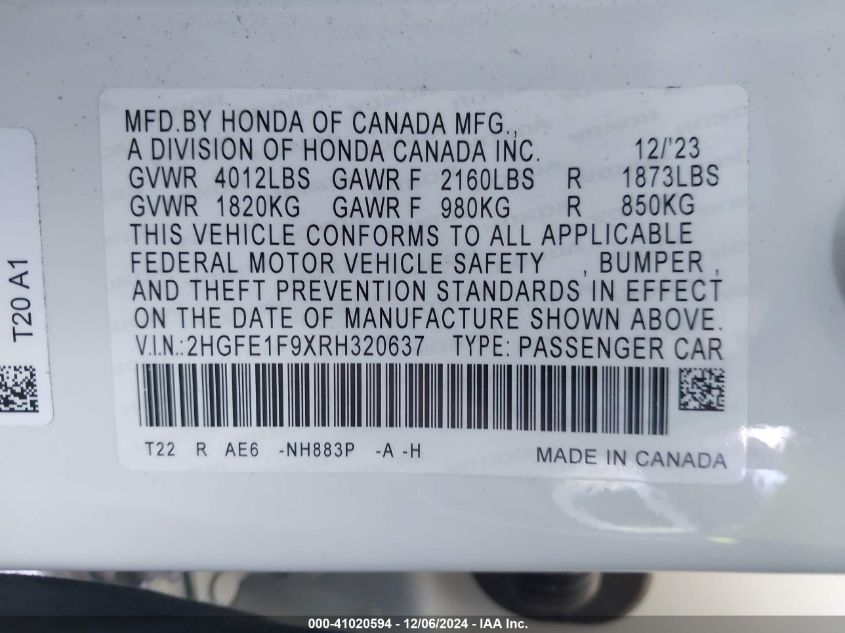 MFD.BY HONDA OF CANADA MFG.,
A DIVISION OF HONDA CANADA INC. 12/'23
GVWR 4012LBS GAWR F 2160LBS R 1873LBS
GVWR 1820KG GAWR F 980KG R 850KG
THIS VEHICLE CONFORMS TO ALL APPLICABLE
FEDERAL MOTOR VEHICLE SAFETY , BUMPER ,
AND THEFT PREVENTION STANDARDS IN EFFECT
ON THE DATE OF MANUFACTURE SHOWN ABOVE.
V.I.N.:2HGFE1F9XRH320637 TYPE: PASSENGER CAR
T22 R AE6 -NH883P -A -H
MADE IN CANADA
T20 A1
000-41020594 - 12/06/2024 - IAA Inc.